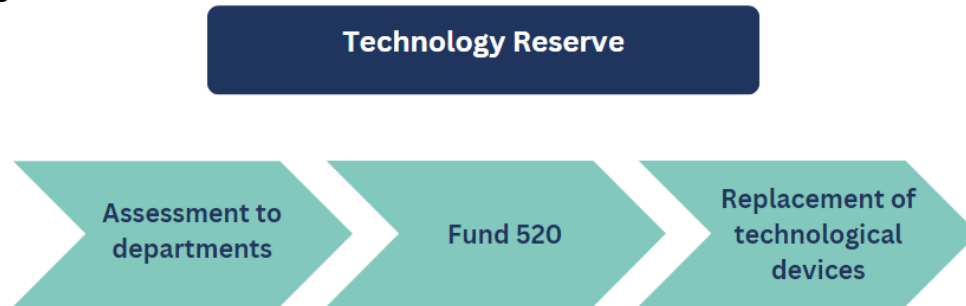 Technology Reserve
Assessment to
departments
Fund 520
Replacement of
technological
devices